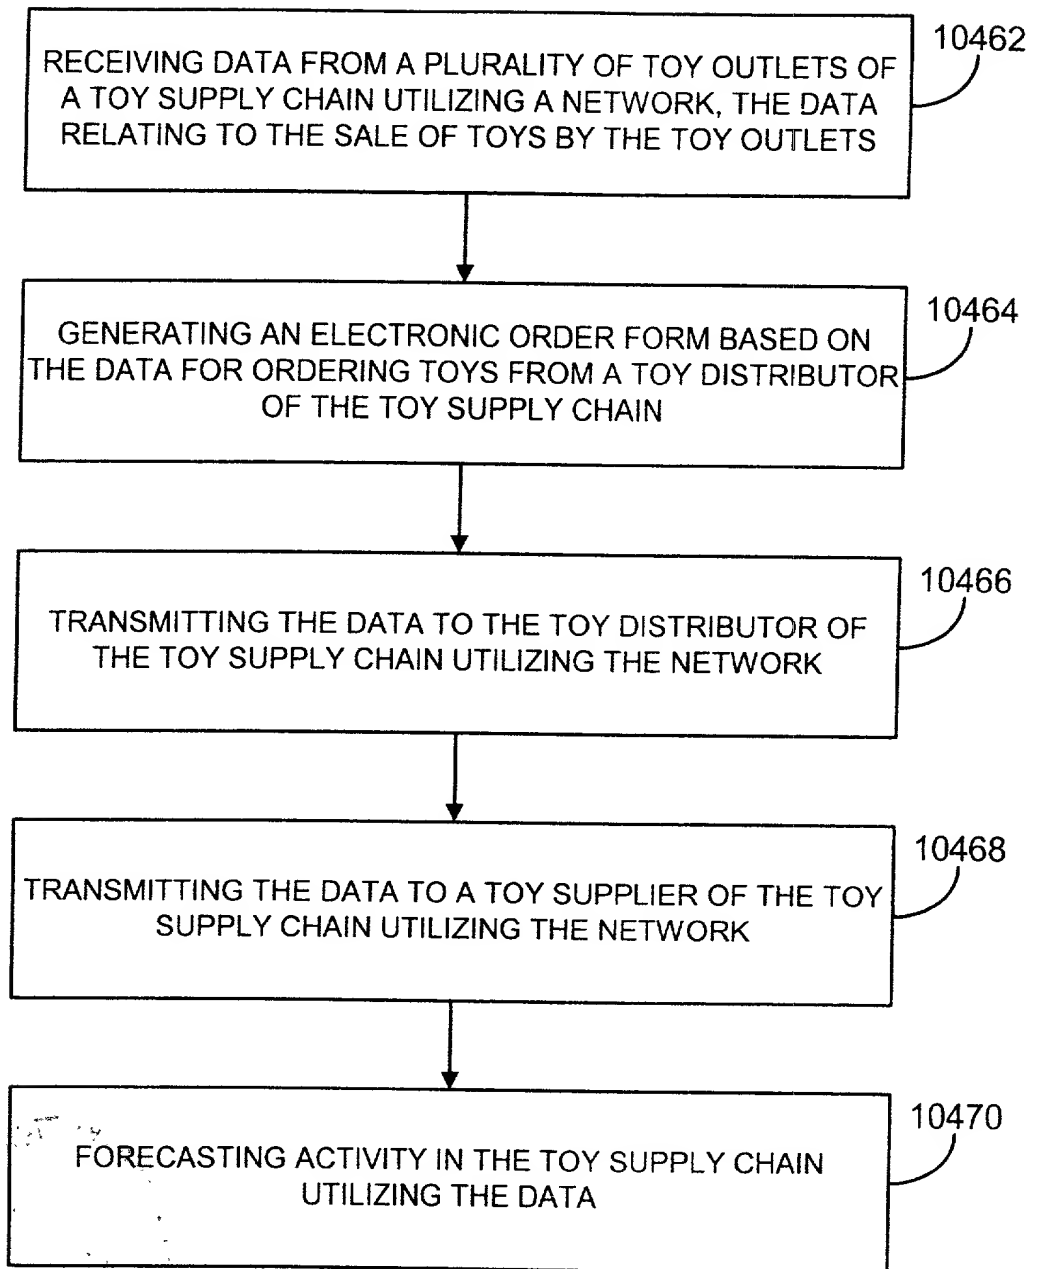 10462
RECEIVING DATA FROM A PLURALITY OF TOY OUTLETS OF
A TOY SUPPLY CHAIN UTILIZING A NETWORK, THE DATA
RELATING TO THE SALE OF TOYS BY THE TOY OUTLETS
10464
GENERATING AN ELECTRONIC ORDER FORM BASED ON
THE DATA FOR ORDERING TOYS FROM A TOY DISTRIBUTOR
OF THE TOY SUPPLY CHAIN
10466
TRANSMITTING THE DATA TO THE TOY DISTRIBUTOR OF
THE TOY SUPPLY CHAIN UTILIZING THE NETWORK
10468
TRANSMITTING THE DATA TO A TOY SUPPLIER OF THE TOY
SUPPLY CHAIN UTILIZING THE NETWORK
10470
FORECASTING ACTIVITY IN THE TOY SUPPLY CHAIN
UTILIZING THE DATA